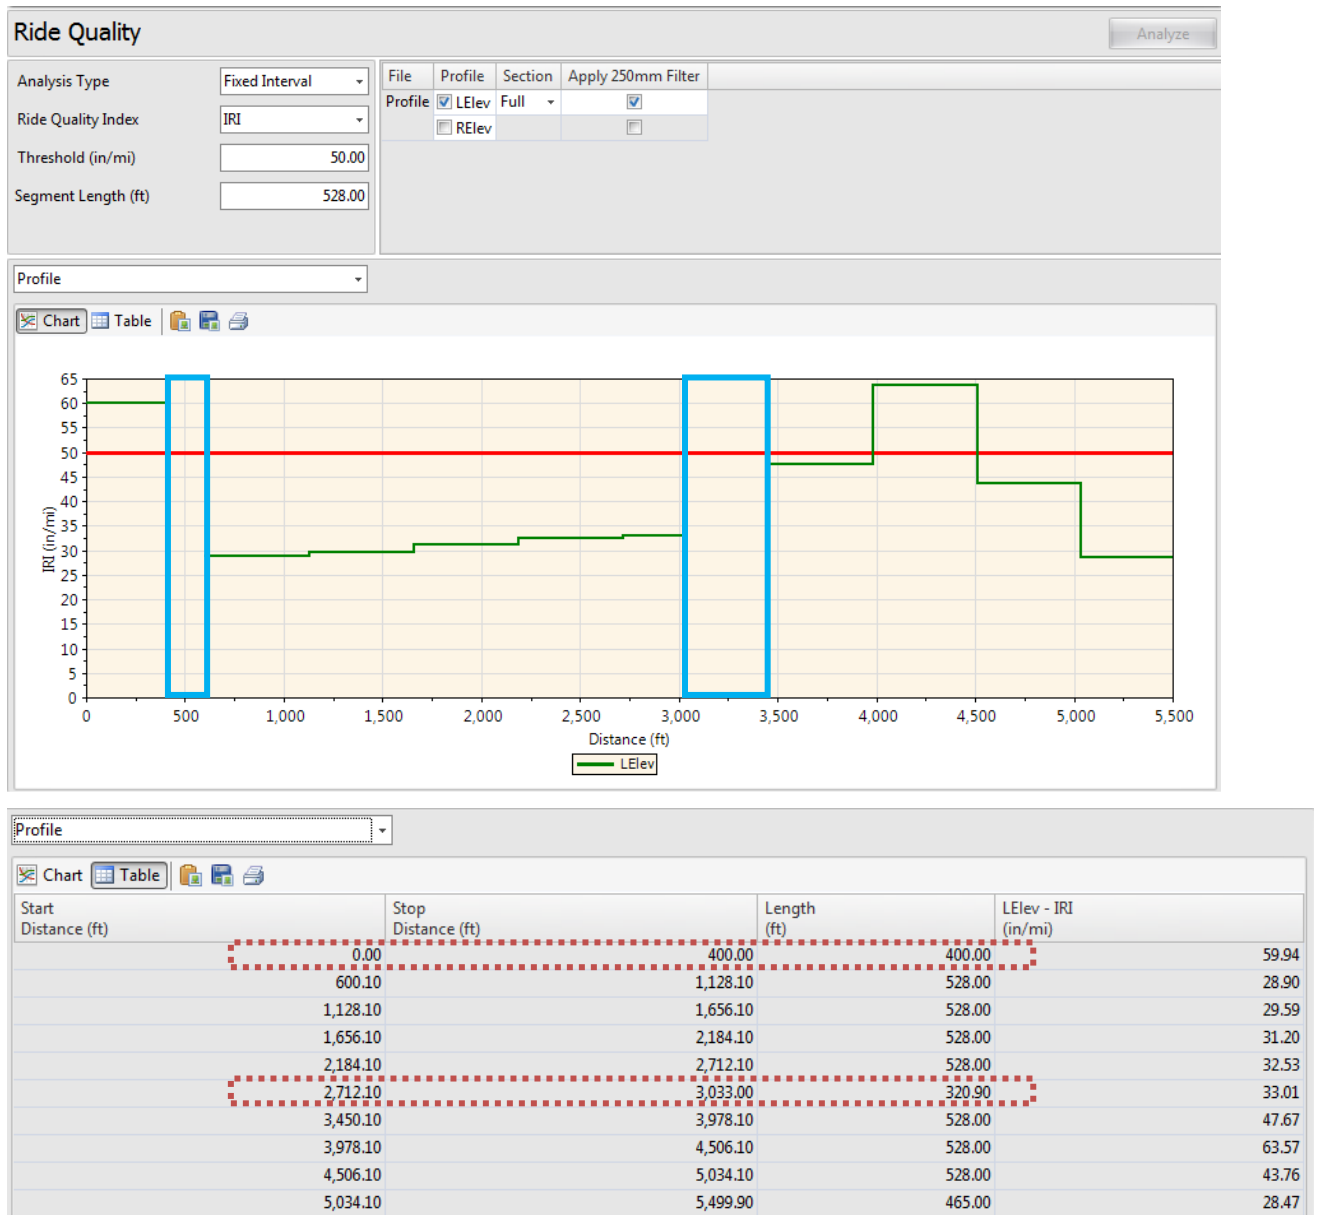 Ride Quality
Analyze
Analysis Type
Fixed Interval
Ride Quality Index
IRI
Threshold (in/mi)
50.00
Segment Length (ft)
528.00
File Profile Section Apply 250mm Filter
Profile LElev Full
RElev
Profile
Chart Table
65
60
55
50
45
40
35
30
25
20
15
10
5
0
IRI (in/mi)
0 500 1,000 1,500 2,000 2,500 3,000 3,500 4,000 4,500 5,000 5,500
Distance (ft)
LElev
Profile
Chart Table
Start Stop Length LElev - IRI
Distance (ft) Distance (ft) (ft) (in/mi)
0.00 400.00 400.00 59.94
600.10 1,128.10 528.00 28.90
1,128.10 1,656.10 528.00 29.59
1,656.10 2,184.10 528.00 31.20
2,184.10 2,712.10 528.00 32.53
2,712.10 3,033.00 320.90 33.01
3,450.10 3,978.10 528.00 47.67
3,978.10 4,506.10 528.00 63.57
4,506.10 5,034.10 528.00 43.76
5,034.10 5,499.90 465.00 28.47